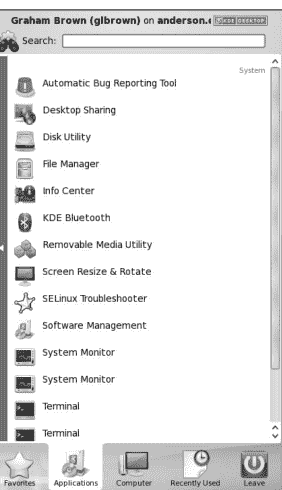 Graham Brown (glbrown) on anderson. KDE DESKTOP
Search:
System
Automatic Bug Reporting Tool
Desktop Sharing
Disk Utility
File Manager
Info Center
KDE Bluetooth
Removable Media Utility
Screen Resize & Rotate
SELinux Troubleshooter
Software Management
System Monitor
System Monitor
Terminal
Terminal
Favorites Applications Computer Recently Used Leave